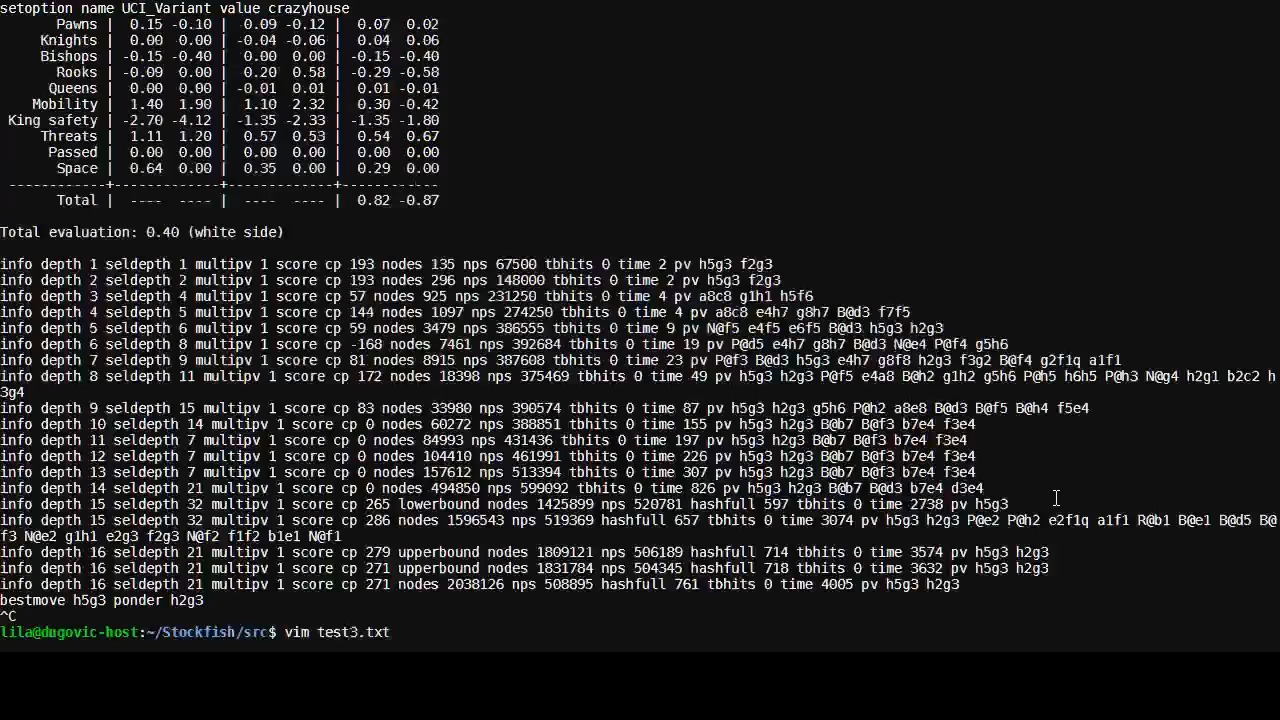 setoption name UCI_Variant value crazyhouse
Pawns | 0.15 -0.10 | 0.09 -0.12 | 0.07 0.02
Knights | 0.00 0.00 | -0.04 -0.06 | 0.04 0.06
Bishops | -0.15 -0.40 | 0.00 0.00 | -0.15 -0.40
Rooks | -0.09 0.00 | 0.20 0.58 | -0.29 -0.58
Queens | 0.00 0.00 | -0.01 0.01 | 0.01 -0.01
Mobility | 1.40 1.90 | 1.10 2.32 | 0.30 -0.42
King safety | -2.70 -4.12 | -1.35 -2.33 | -1.35 -1.80
Threats | 1.11 1.20 | 0.57 0.53 | 0.54 0.67
Passed | 0.00 0.00 | 0.00 0.00 | 0.00 0.00
Space | 0.64 0.00 | 0.35 0.00 | 0.29 0.00
------------+-------------+-------------+------------
Total | ---- ---- | ---- ---- | 0.82 -0.87
Total evaluation: 0.40 (white side)
info depth 1 seldepth 1 multipv 1 score cp 193 nodes 135 nps 67500 tbhits 0 time 2 pv h5g3 f2g3
info depth 2 seldepth 2 multipv 1 score cp 193 nodes 296 nps 148000 tbhits 0 time 2 pv h5g3 f2g3
info depth 3 seldepth 4 multipv 1 score cp 57 nodes 925 nps 231250 tbhits 0 time 4 pv a8c8 g1h1 h5f6
info depth 4 seldepth 5 multipv 1 score cp 144 nodes 1097 nps 274250 tbhits 0 time 4 pv a8c8 e4h7 g8h7 B@d3 f7f5
info depth 5 seldepth 6 multipv 1 score cp 59 nodes 3479 nps 386555 tbhits 0 time 9 pv N@f5 e4f5 e6f5 B@d3 h5g3 h2g3
info depth 6 seldepth 8 multipv 1 score cp -168 nodes 7461 nps 392684 tbhits 0 time 19 pv P@d5 e4h7 g8h7 B@d3 N@e4 P@f4 g5h6
info depth 7 seldepth 9 multipv 1 score cp 81 nodes 8915 nps 387608 tbhits 0 time 23 pv P@f3 B@d3 h5g3 e4h7 g8f8 h2g3 f3g2 B@f4 g2f1q a1f1
info depth 8 seldepth 11 multipv 1 score cp 172 nodes 18398 nps 375469 tbhits 0 time 49 pv h5g3 h2g3 P@f5 e4a8 B@h2 g1h2 g5h6 P@h5 h6h5 P@h3 N@g4 h2g1 b2c2 h
3g4
info depth 9 seldepth 15 multipv 1 score cp 83 nodes 33980 nps 390574 tbhits 0 time 87 pv h5g3 h2g3 g5h6 P@h2 a8e8 B@d3 B@f5 B@h4 f5e4
info depth 10 seldepth 14 multipv 1 score cp 0 nodes 60272 nps 388851 tbhits 0 time 155 pv h5g3 h2g3 B@b7 B@d3 b7e4 f3e4
info depth 11 seldepth 7 multipv 1 score cp 0 nodes 84993 nps 431436 tbhits 0 time 197 pv h5g3 h2g3 B@b7 B@f3 b7e4 f3e4
info depth 12 seldepth 7 multipv 1 score cp 0 nodes 104410 nps 461991 tbhits 0 time 226 pv h5g3 h2g3 B@b7 B@f3 b7e4 f3e4
info depth 13 seldepth 7 multipv 1 score cp 0 nodes 157612 nps 513394 tbhits 0 time 307 pv h5g3 h2g3 B@b7 B@f3 b7e4 f3e4
info depth 14 seldepth 21 multipv 1 score cp 0 nodes 494850 nps 599092 tbhits 0 time 826 pv h5g3 h2g3 B@b7 B@d3 b7e4 d3e4
info depth 15 seldepth 32 multipv 1 score cp 265 lowerbound nodes 1425899 nps 520781 hashfull 597 tbhits 0 time 2738 pv h5g3
info depth 15 seldepth 32 multipv 1 score cp 286 nodes 1596543 nps 519369 hashfull 657 tbhits 0 time 3074 pv h5g3 h2g3 P@e2 P@h2 e2f1q a1f1 R@b1 B@e1 B@d5 B@
f3 N@e2 g1h1 e2g3 f2g3 N@f2 f1f2 b1e1 N@f1
info depth 16 seldepth 21 multipv 1 score cp 279 upperbound nodes 1809121 nps 506189 hashfull 714 tbhits 0 time 3574 pv h5g3 h2g3
info depth 16 seldepth 21 multipv 1 score cp 271 upperbound nodes 1831784 nps 504345 hashfull 718 tbhits 0 time 3632 pv h5g3 h2g3
info depth 16 seldepth 21 multipv 1 score cp 271 nodes 2038126 nps 508895 hashfull 761 tbhits 0 time 4005 pv h5g3 h2g3
bestmove h5g3 ponder h2g3
^C
lila@dugovic-host:~/Stockfish/src$ vim test3.txt